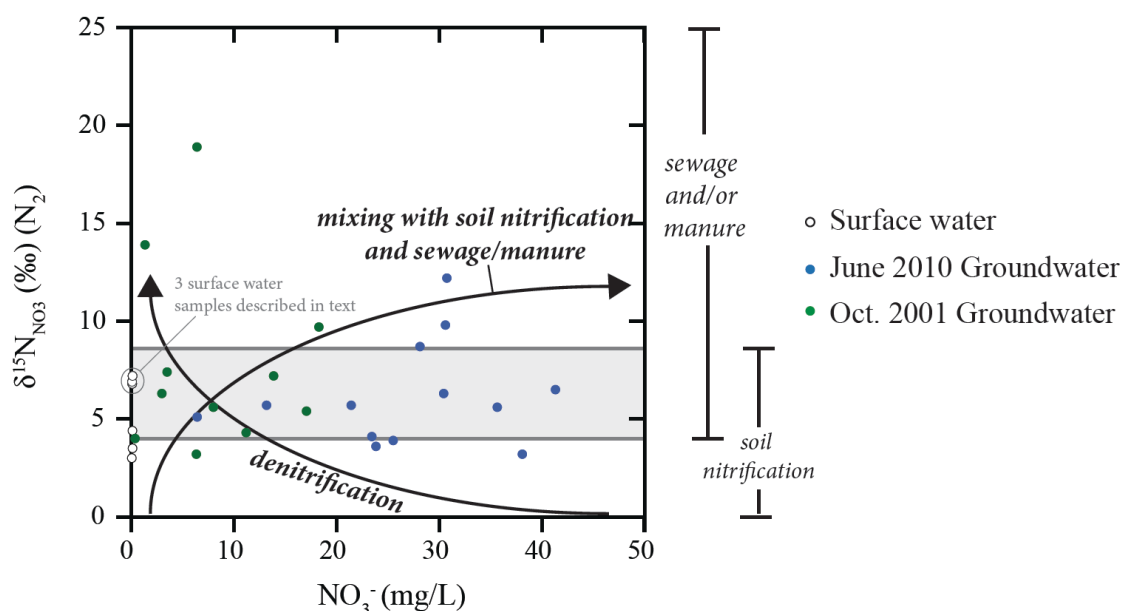 25
20
15
10
5
0
δ¹⁵N_NO3 (‰) (N₂)
0 10 20 30 40 50
NO₃⁻ (mg/L)
mixing with soil nitrification
and sewage/manure
3 surface water
samples described in text
denitrification
sewage
and/or
manure
soil
nitrification
Surface water
June 2010 Groundwater
Oct. 2001 Groundwater